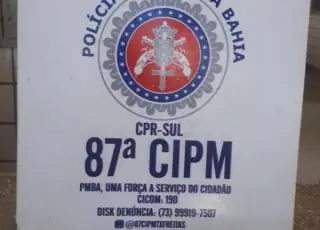 POLÍCIA A BAHIA
CPR-SUL
87ª CIPM
PMBA, UMA FORÇA A SERVIÇO DO CIDADÃO
CICOM: 190
DISK DENÚNCIA: (73) 99919-7507
@87CIPMTXFREITAS